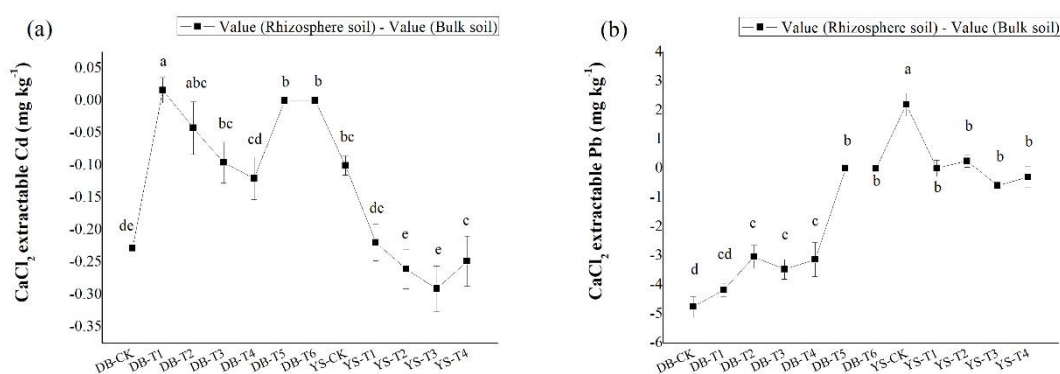 (a)
Value (Rhizosphere soil) - Value (Bulk soil)
CaCl2 extractable Cd (mg kg-1)
0.05
0.00
-0.05
-0.10
-0.15
-0.20
-0.25
-0.30
-0.35
de
a
abc
bc
cd
b
b
bc
dc
e
e
c
DB-CK
DB-T1
DB-T2
DB-T3
DB-T4
DB-T5
DB-T6
YS-CK
YS-T1
YS-T2
YS-T3
YS-T4
(b)
Value (Rhizosphere soil) - Value (Bulk soil)
CaCl2 extractable Pb (mg kg-1)
4
3
2
1
0
-1
-2
-3
-4
-5
-6
d
cd
c
c
c
b
b
a
b
b
b
b
DB-CK
DB-T1
DB-T2
DB-T3
DB-T4
DB-T5
DB-T6
YS-CK
YS-T1
YS-T2
YS-T3
YS-T4